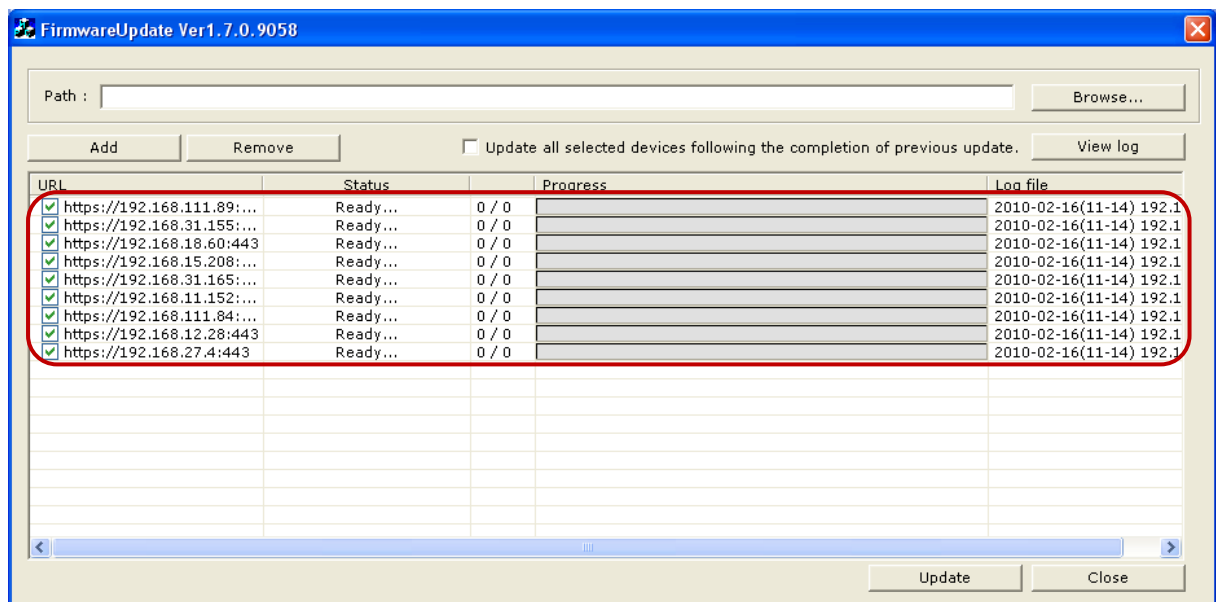 FirmwareUpdate Ver1.7.0.9058
Path : Browse...
Add Remove Update all selected devices following the completion of previous update. View log
URL Status Progress Log file
https://192.168.111.89:... Ready... 0 / 0 2010-02-16(11-14) 192.1
https://192.168.31.155:... Ready... 0 / 0 2010-02-16(11-14) 192.1
https://192.168.18.60:443 Ready... 0 / 0 2010-02-16(11-14) 192.1
https://192.168.15.208:... Ready... 0 / 0 2010-02-16(11-14) 192.1
https://192.168.31.165:... Ready... 0 / 0 2010-02-16(11-14) 192.1
https://192.168.11.152:... Ready... 0 / 0 2010-02-16(11-14) 192.1
https://192.168.111.84:... Ready... 0 / 0 2010-02-16(11-14) 192.1
https://192.168.12.28:443 Ready... 0 / 0 2010-02-16(11-14) 192.1
https://192.168.27.4:443 Ready... 0 / 0 2010-02-16(11-14) 192.1
Update Close